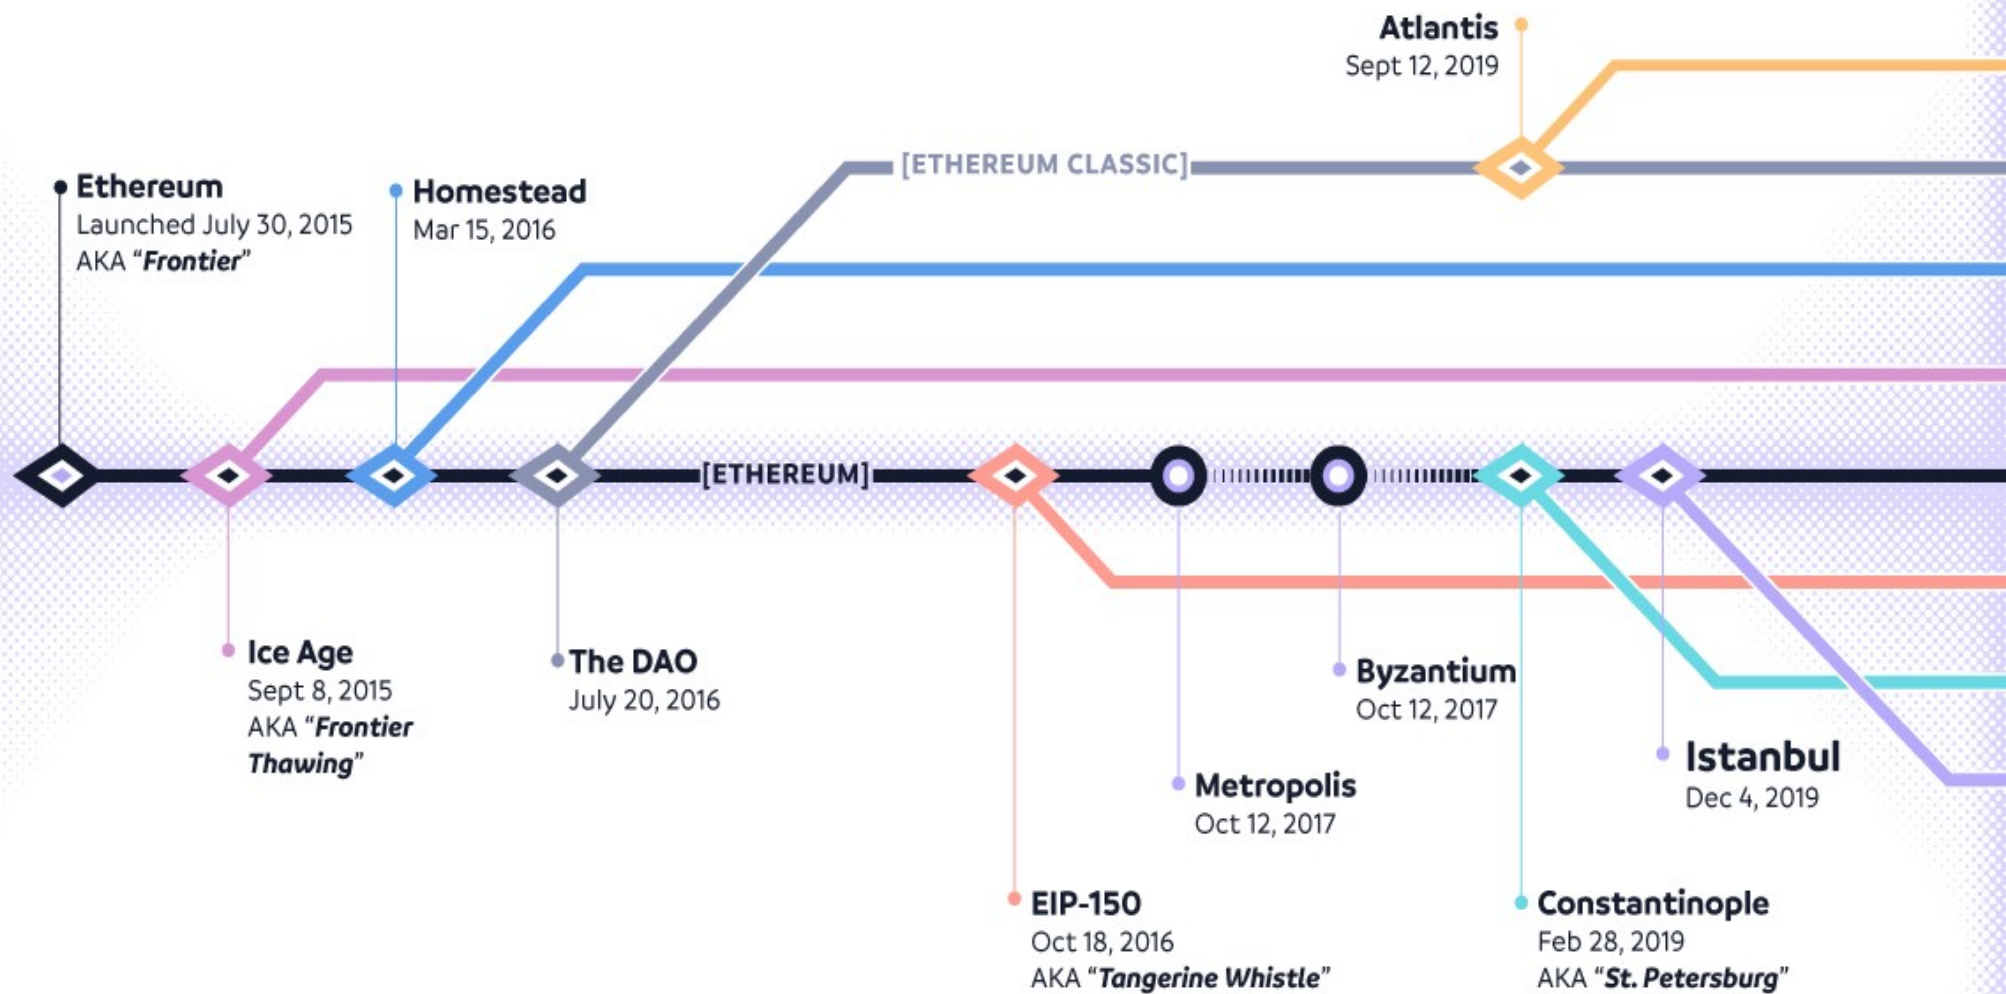 Atlantis
Sept 12, 2019
[ETHEREUM CLASSIC]
Ethereum
Launched July 30, 2015
AKA “Frontier”
Homestead
Mar 15, 2016
[ETHEREUM]
Ice Age
Sept 8, 2015
AKA “Frontier
Thawing”
The DAO
July 20, 2016
Byzantium
Oct 12, 2017
Metropolis
Oct 12, 2017
Istanbul
Dec 4, 2019
EIP-150
Oct 18, 2016
AKA “Tangerine Whistle”
Constantinople
Feb 28, 2019
AKA “St. Petersburg”